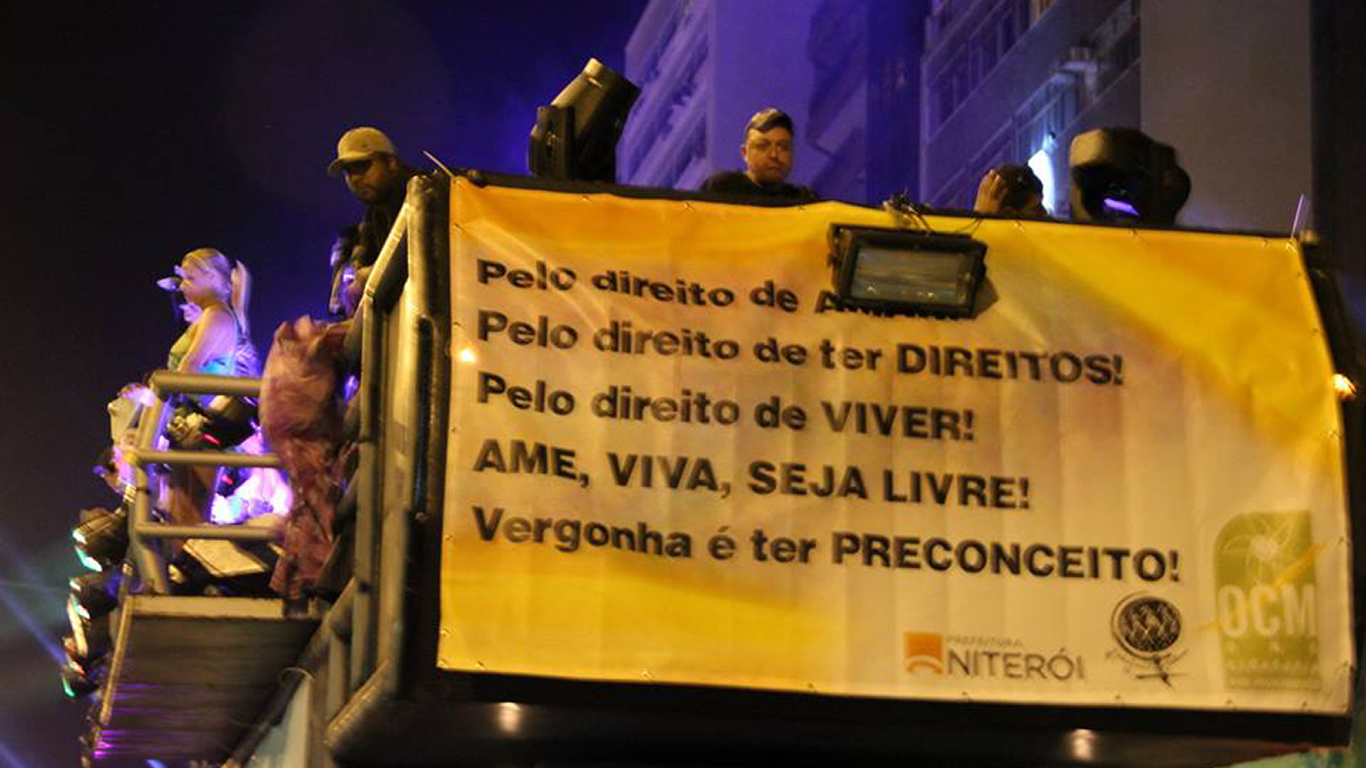 Pelo direito de
Pelo direito de ter DIREITOS!
Pelo direito de VIVER!
AME, VIVA, SEJA LIVRE!
Vergonha é ter PRECONCEITO!
PREFEITURA
NITERÓI
OCM